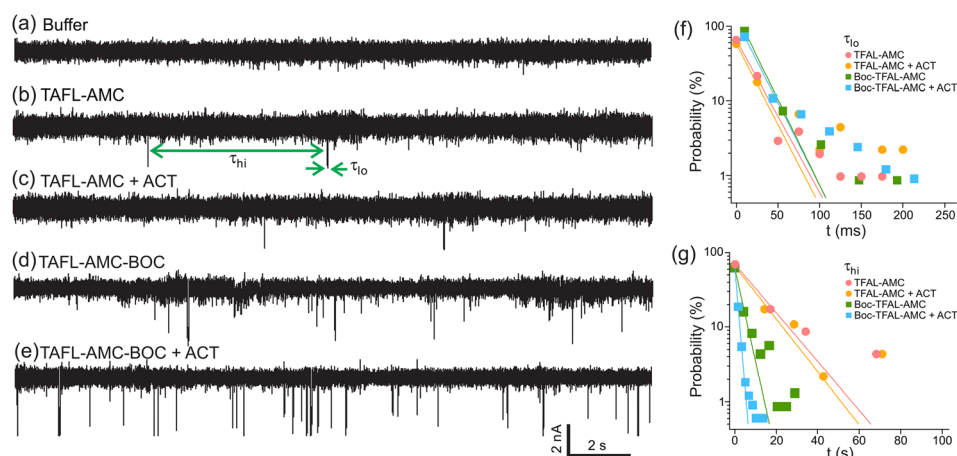 (a) Buffer
(b) TAFL-AMC
τhi
τlo
(c) TAFL-AMC + ACT
(d) TAFL-AMC-BOC
(e) TAFL-AMC-BOC + ACT
2 nA
2 s
(f)
Probability (%)
100
10
1
τlo
TFAL-AMC
TFAL-AMC + ACT
Boc-TFAL-AMC
Boc-TFAL-AMC + ACT
0 50 100 150 200 250
t (ms)
(g)
Probability (%)
100
10
1
τhi
TFAL-AMC
TFAL-AMC + ACT
Boc-TFAL-AMC
Boc-TFAL-AMC + ACT
0 20 40 60 80 100
t (s)